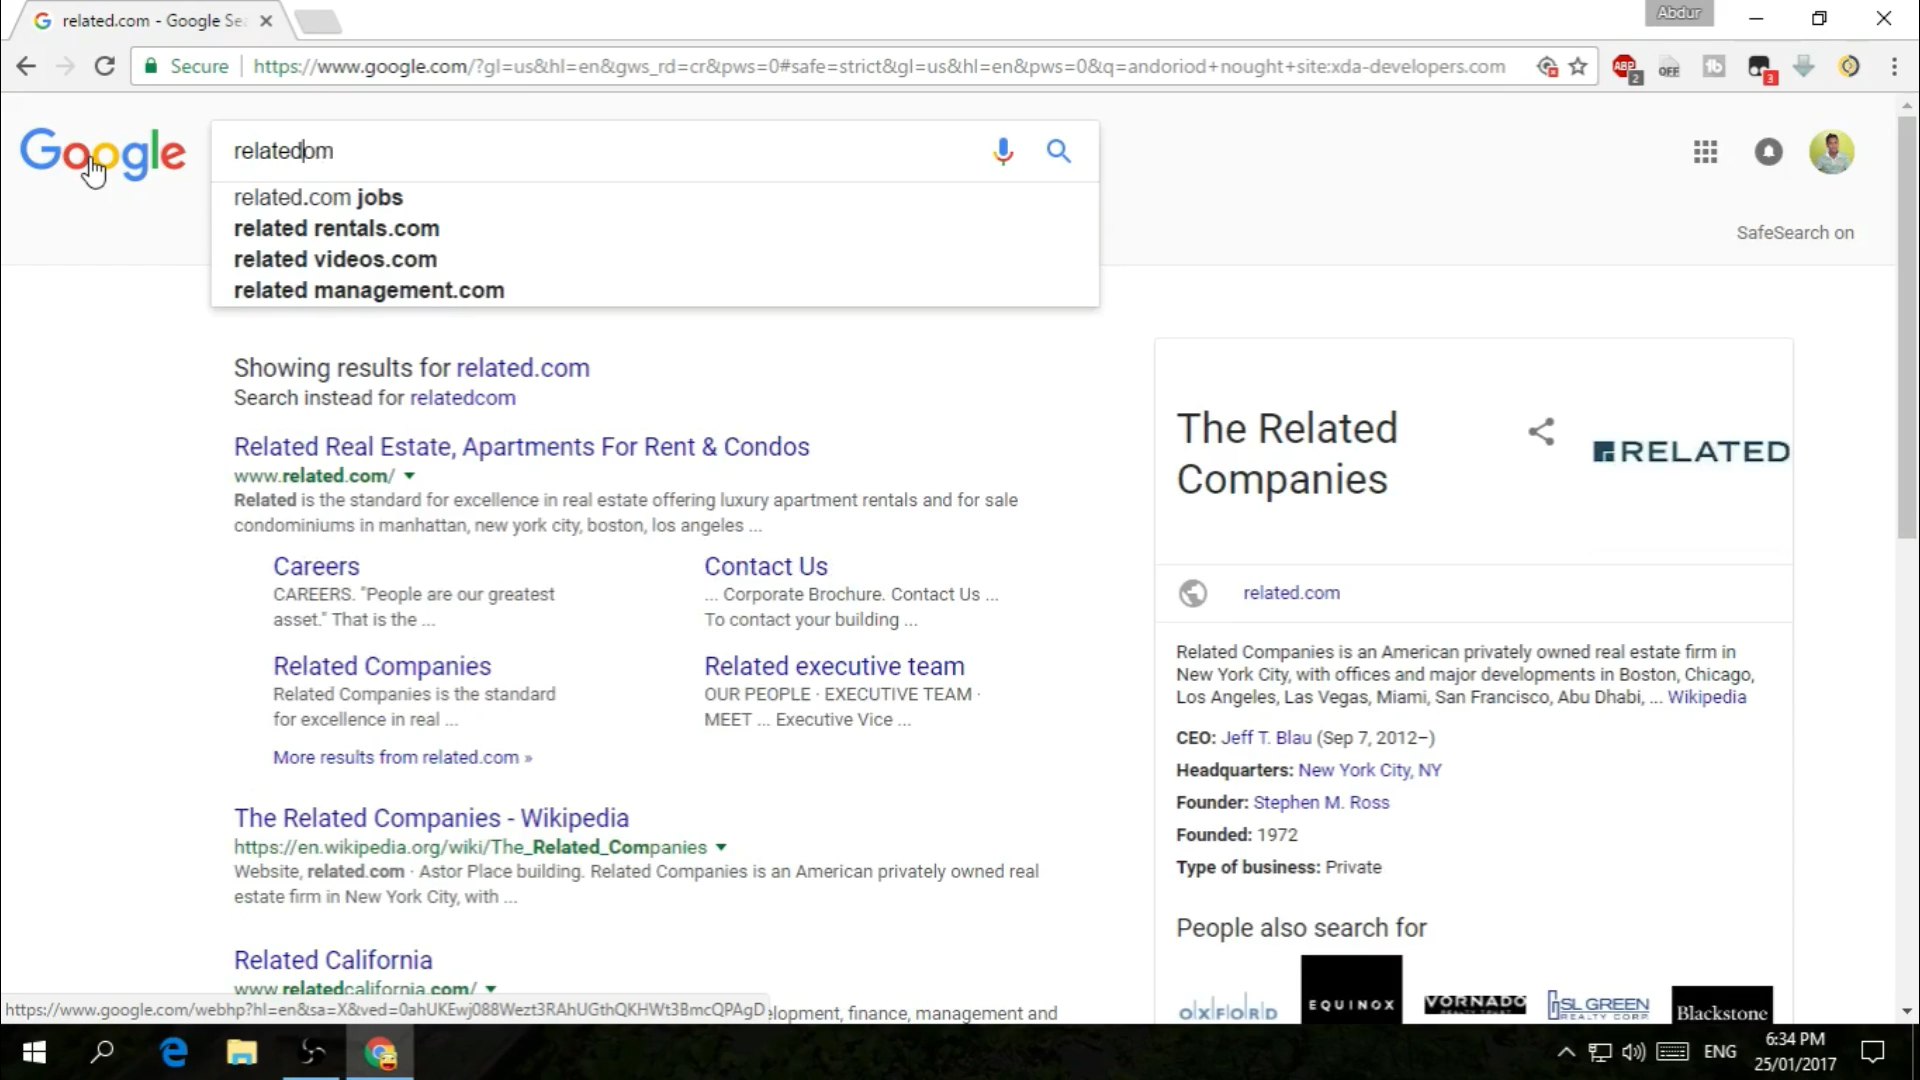 related.com - Google Se
Abdur
Secure
https://www.google.com/?gl=us&hl=en&gws_rd=cr&pws=0#safe=strict&gl=us&hl=en&pws=0&q=andoriod+nought+site:xda-developers.com
ABP
2
OFF
tb
3
Google
relatedom
related.com jobs
related rentals.com
related videos.com
related management.com
SafeSearch on
Showing results for related.com
Search instead for relatedcom
Related Real Estate, Apartments For Rent & Condos
www.related.com/
Related is the standard for excellence in real estate offering luxury apartment rentals and for sale
condominiums in manhattan, new york city, boston, los angeles ...
Careers
CAREERS. "People are our greatest
asset." That is the ...
Contact Us
... Corporate Brochure. Contact Us ...
To contact your building ...
Related Companies
Related Companies is the standard
for excellence in real ...
Related executive team
OUR PEOPLE · EXECUTIVE TEAM ·
MEET ... Executive Vice ...
More results from related.com »
The Related Companies - Wikipedia
https://en.wikipedia.org/wiki/The_Related_Companies
Website, related.com · Astor Place building. Related Companies is an American privately owned real
estate firm in New York City, with ...
Related California
www.relatedcalifornia.com/
lopment, finance, management and
The Related
Companies
RELATED
related.com
Related Companies is an American privately owned real estate firm in
New York City, with offices and major developments in Boston, Chicago,
Los Angeles, Las Vegas, Miami, San Francisco, Abu Dhabi, ... Wikipedia
CEO: Jeff T. Blau (Sep 7, 2012–)
Headquarters: New York City, NY
Founder: Stephen M. Ross
Founded: 1972
Type of business: Private
People also search for
OXFORD
EQUINOX
VORNADO
REALTY TRUST
SL GREEN
REALTY CORP
Blackstone
https://www.google.com/webhp?hl=en&sa=X&ved=0ahUKEwj088Wezt3RAhUGthQKHWt3BmcQPAgD
ENG
6:34 PM
25/01/2017